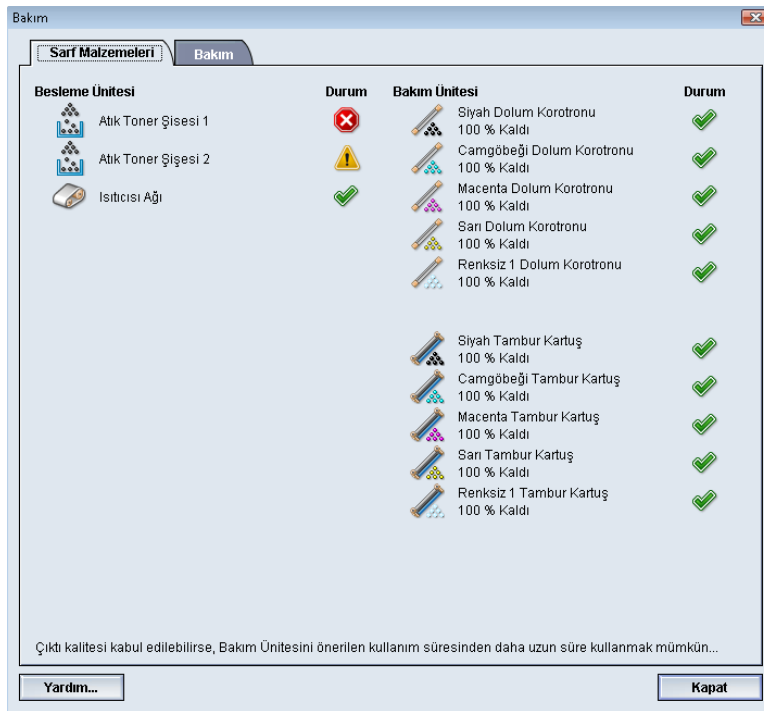 Bakım
Sarf Malzemeleri
Bakım
Besleme Ünitesi
Durum
Atık Toner Şisesi 1
Atık Toner Şişesi 2
Isıtıcısı Ağı
Bakım Ünitesi
Durum
Siyah Dolum Korotronu
100 % Kaldı
Camgöbeği Dolum Korotronu
100 % Kaldı
Macenta Dolum Korotronu
100 % Kaldı
Sarı Dolum Korotronu
100 % Kaldı
Renksiz 1 Dolum Korotronu
100 % Kaldı
Siyah Tambur Kartuş
100 % Kaldı
Camgöbeği Tambur Kartuş
100 % Kaldı
Macenta Tambur Kartuş
100 % Kaldı
Sarı Tambur Kartuş
100 % Kaldı
Renksiz 1 Tambur Kartuş
100 % Kaldı
Çıktı kalitesi kabul edilebilirse, Bakım Ünitesini önerilen kullanım süresinden daha uzun süre kullanmak mümkün...
Yardım...
Kapat